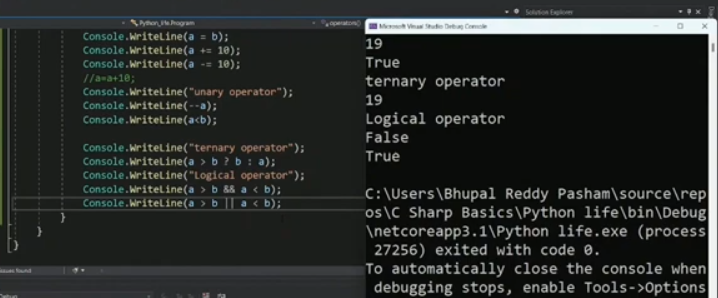 Solution Explorer
Python_life.Program
operators()
Console.WriteLine(a = b);
Console.WriteLine(a += 10);
Console.WriteLine(a -= 10);
//a=a+10;
Console.WriteLine("unary operator");
Console.WriteLine(--a);
Console.WriteLine(a<b);
Console.WriteLine("ternary operator");
Console.WriteLine(a > b ? b : a);
Console.WriteLine("Logical operator");
Console.WriteLine(a > b && a < b);
Console.WriteLine(a > b || a < b);
}
}
}
issues found
Microsoft Visual Studio Debug Console
19
True
ternary operator
19
Logical operator
False
True
C:\Users\Bhupal Reddy Pasham\source\rep
os\C Sharp Basics\Python life\bin\Debug
\netcoreapp3.1\Python life.exe (process
27256) exited with code 0.
To automatically close the console when
debugging stops, enable Tools->Options